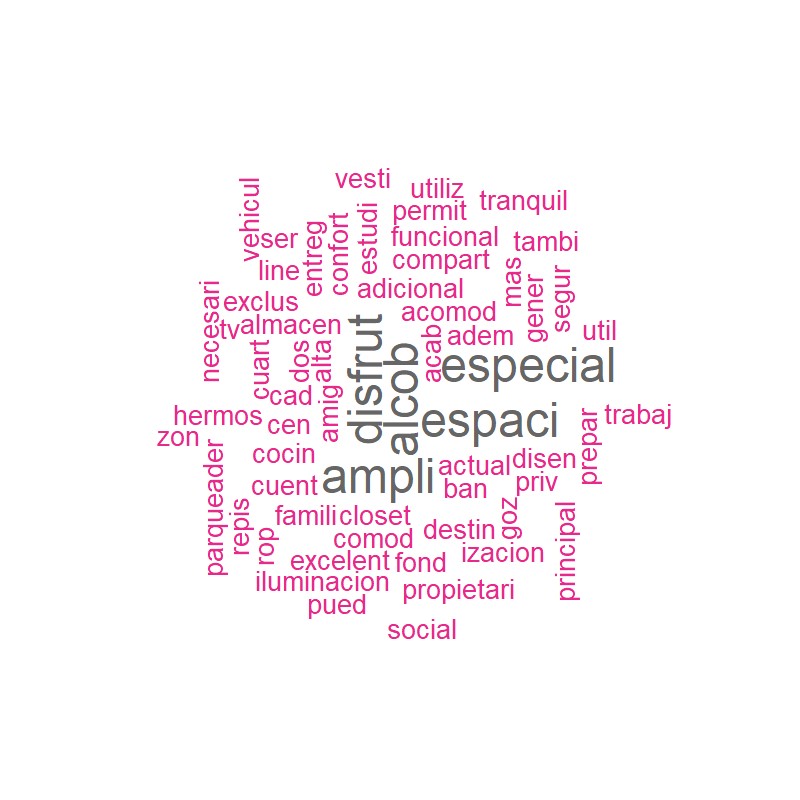 vesti
utiliz
tranquil
vehicul
permit
ser
entreg
confort
estudi
funcional
tambi
line
compart
mas
gener
segur
necesari
exclus
adicional
acomod
tv
almacen
disfrut
alcob
acab
adem
util
cuart
dos
alta
especial
cad
amig
hermos
cen
espaci
prepar
trabaj
zon
cocin
ampli
actual
disen
parqueader
cuent
ban
priv
repis
rop
famili
closet
destin
goz
principal
comod
excelent
fond
izacion
iluminacion
propietari
pued
social